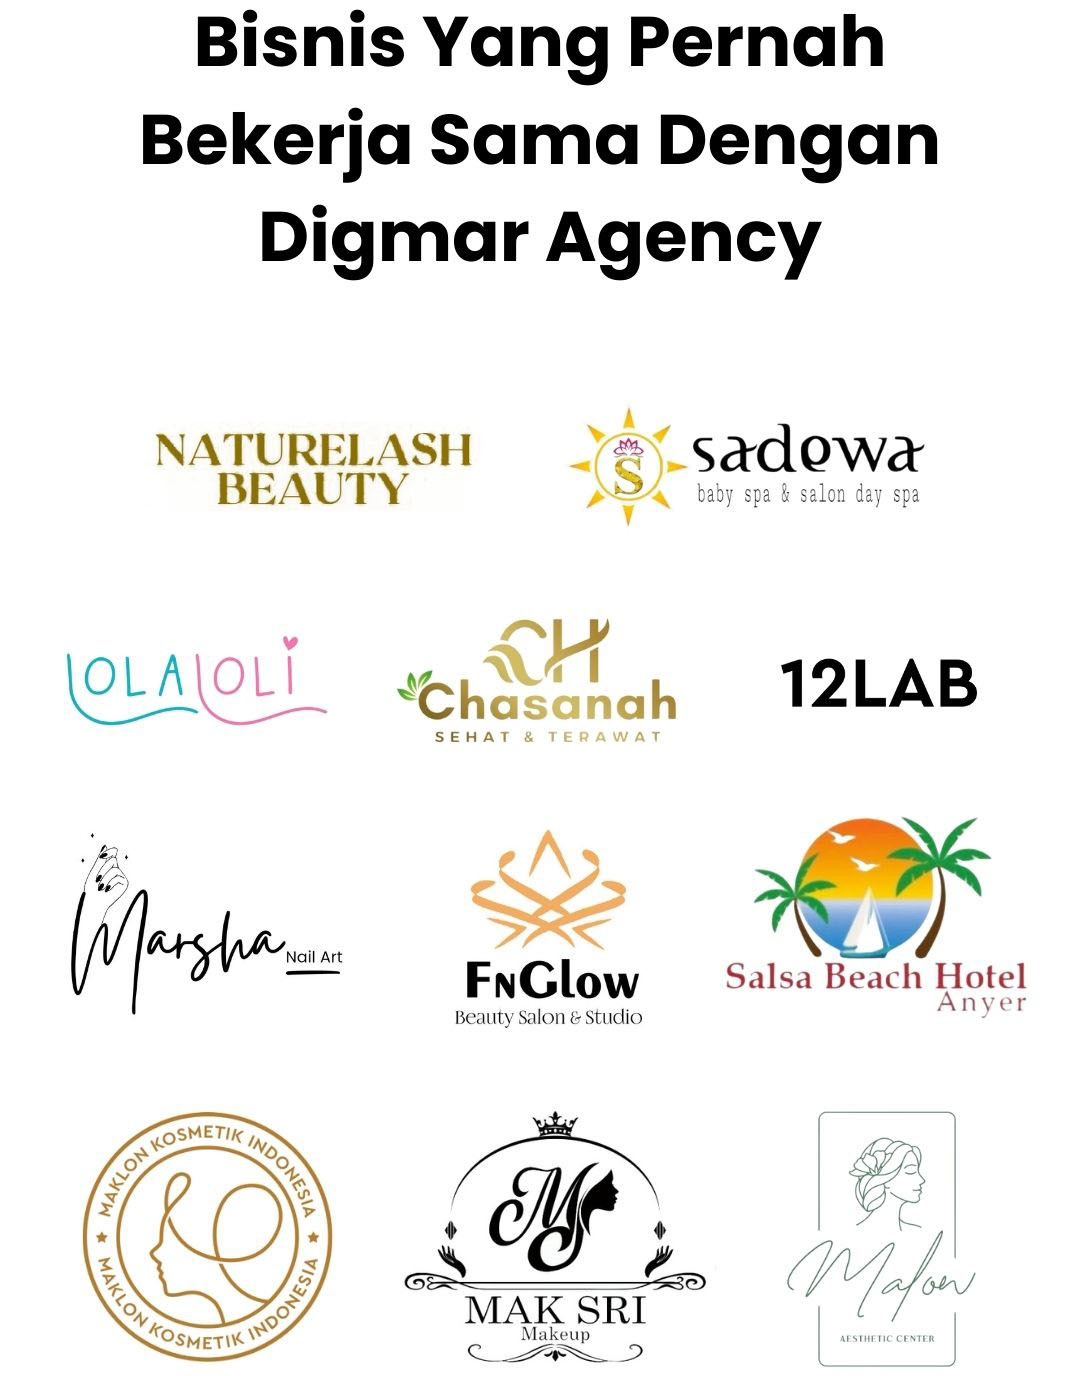 Bisnis Yang Pernah
Bekerja Sama Dengan
Digmar Agency
NATURELASH
BEAUTY
S
sadewa
baby spa & salon day spa
LOLALOLI
CH
Chasanah
SEHAT & TERAWAT
12LAB
Marsha
Nail Art
FNGlow
Beauty Salon & Studio
Salsa Beach Hotel
Anyer
MAKLON KOSMETIK INDONESIA
MAKLON KOSMETIK INDONESIA
MS
MAK SRI
Makeup
Malon
AESTHETIC CENTER